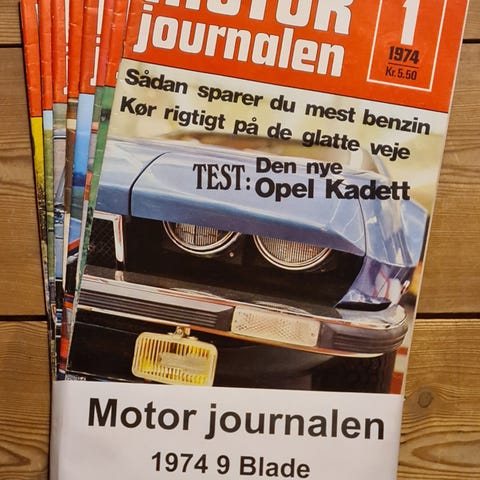 MOTOR
journalen
1
1974
Kr. 5.50
Sådan sparer du mest benzin
Kør rigtigt på de glatte veje
TEST: Den nye
Opel Kadett
Motor journalen
1974 9 Blade